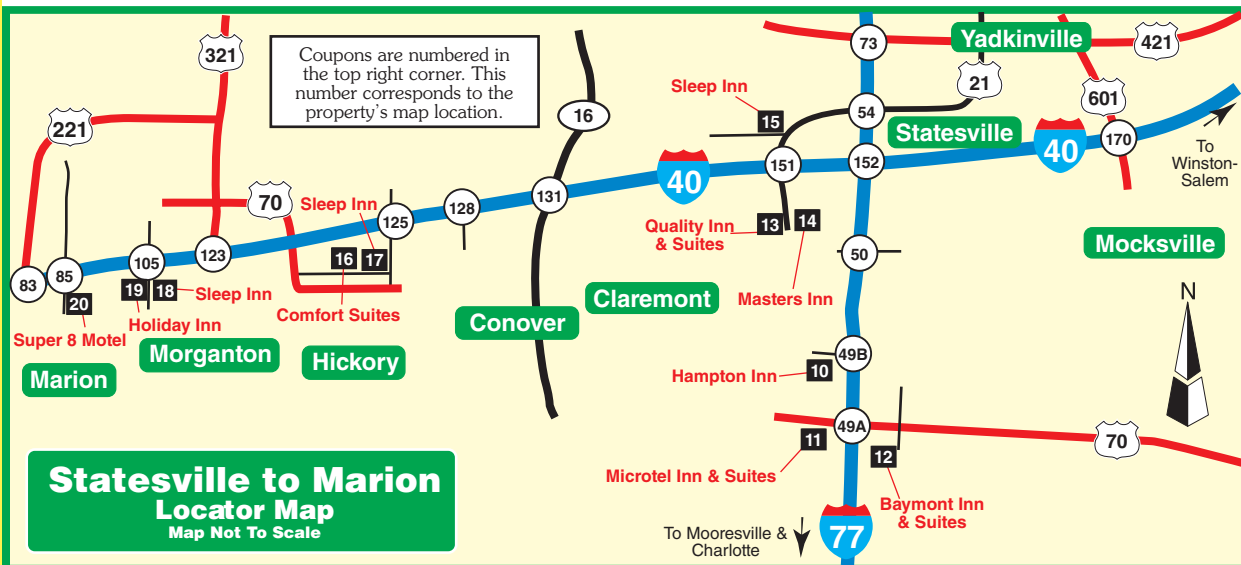 321
Coupons are numbered in
the top right corner. This
number corresponds to the
property's map location.
16
73
Yadkinville
421
21
601
221
Sleep Inn
15
54
Statesville
40
170
To
Winston-
Salem
151
152
40
70
Sleep Inn
125
128
131
Quality Inn
& Suites
13
14
Mocksville
50
83
85
105
123
16
17
20
19
18
Sleep Inn
Holiday Inn
Super 8 Motel
Comfort Suites
Claremont
Masters Inn
Conover
Morganton
Hickory
Marion
N
49B
Hampton Inn
10
49A
11
12
70
Microtel Inn & Suites
Baymont Inn
& Suites
Statesville to Marion
Locator Map
Map Not To Scale
To Mooresville &
Charlotte
77